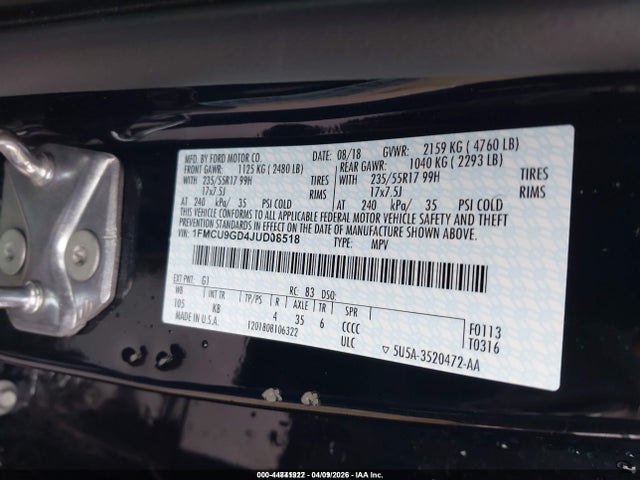 MFD. BY FORD MOTOR CO. DATE: 08/18 GVWR: 2159 KG ( 4760 LB)
FRONT GAWR: 1125 KG ( 2480 LB) REAR GAWR: 1040 KG ( 2293 LB)
WITH 235/55R17 99H TIRES WITH 235/55R17 99H TIRES
17x7.5J RIMS 17x7.5J RIMS
AT 240 kPa/ 35 PSI COLD AT 240 kPa/ 35 PSI COLD
THIS VEHICLE CONFORMS TO ALL APPLICABLE FEDERAL MOTOR VEHICLE SAFETY AND THEFT
PREVENTION STANDARDS IN EFFECT ON THE DATE OF MANUFACTURE SHOWN ABOVE.
VIN: 1FMCU9GD4JUD08518 TYPE: MPV
EXT PNT: G1 RC: 83 DSO:
WB INT TR TP/PS R AXLE TR SPR
105 KB 4 35 6 CCCC F0113
MADE IN U.S.A. 1201808106322 ULC T0316
5U5A-3520472-AA
04/09/2026 - IAA Inc.